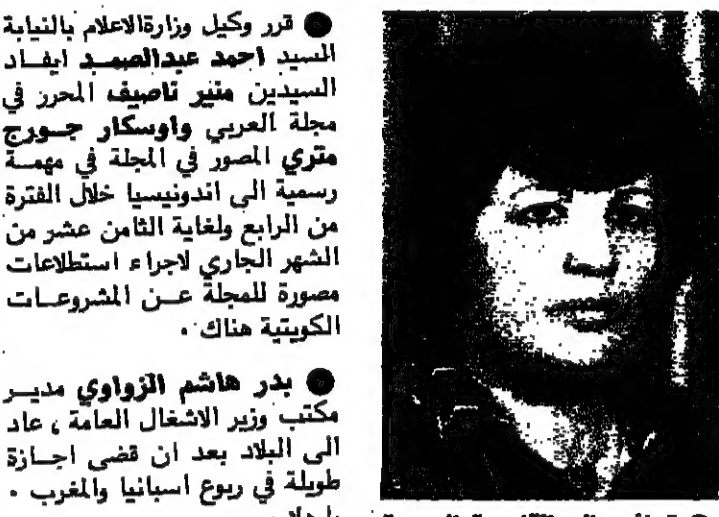 ● قرر وكيل وزارة الاعلام بالنيابة
السيد احمد عبدالصمد ايفاد
السيدين منير ناصيف المحرر في
مجلة العربي واوسكار جورج
متري المصور في المجلة في مهمة
رسمية الى اندونيسيا خلال الفترة
من الرابع ولغاية الثامن عشر من
الشهر الجاري لاجراء استطلاعات
مصورة للمجلة عن المشروعات
الكويتية هناك .
● بدر هاشم الزواوي مدير
مكتب وزير الاشغال العامة ، عاد
الى البلاد بعد ان قضى اجازة
طويلة في ربوع اسبانيا والمغرب .